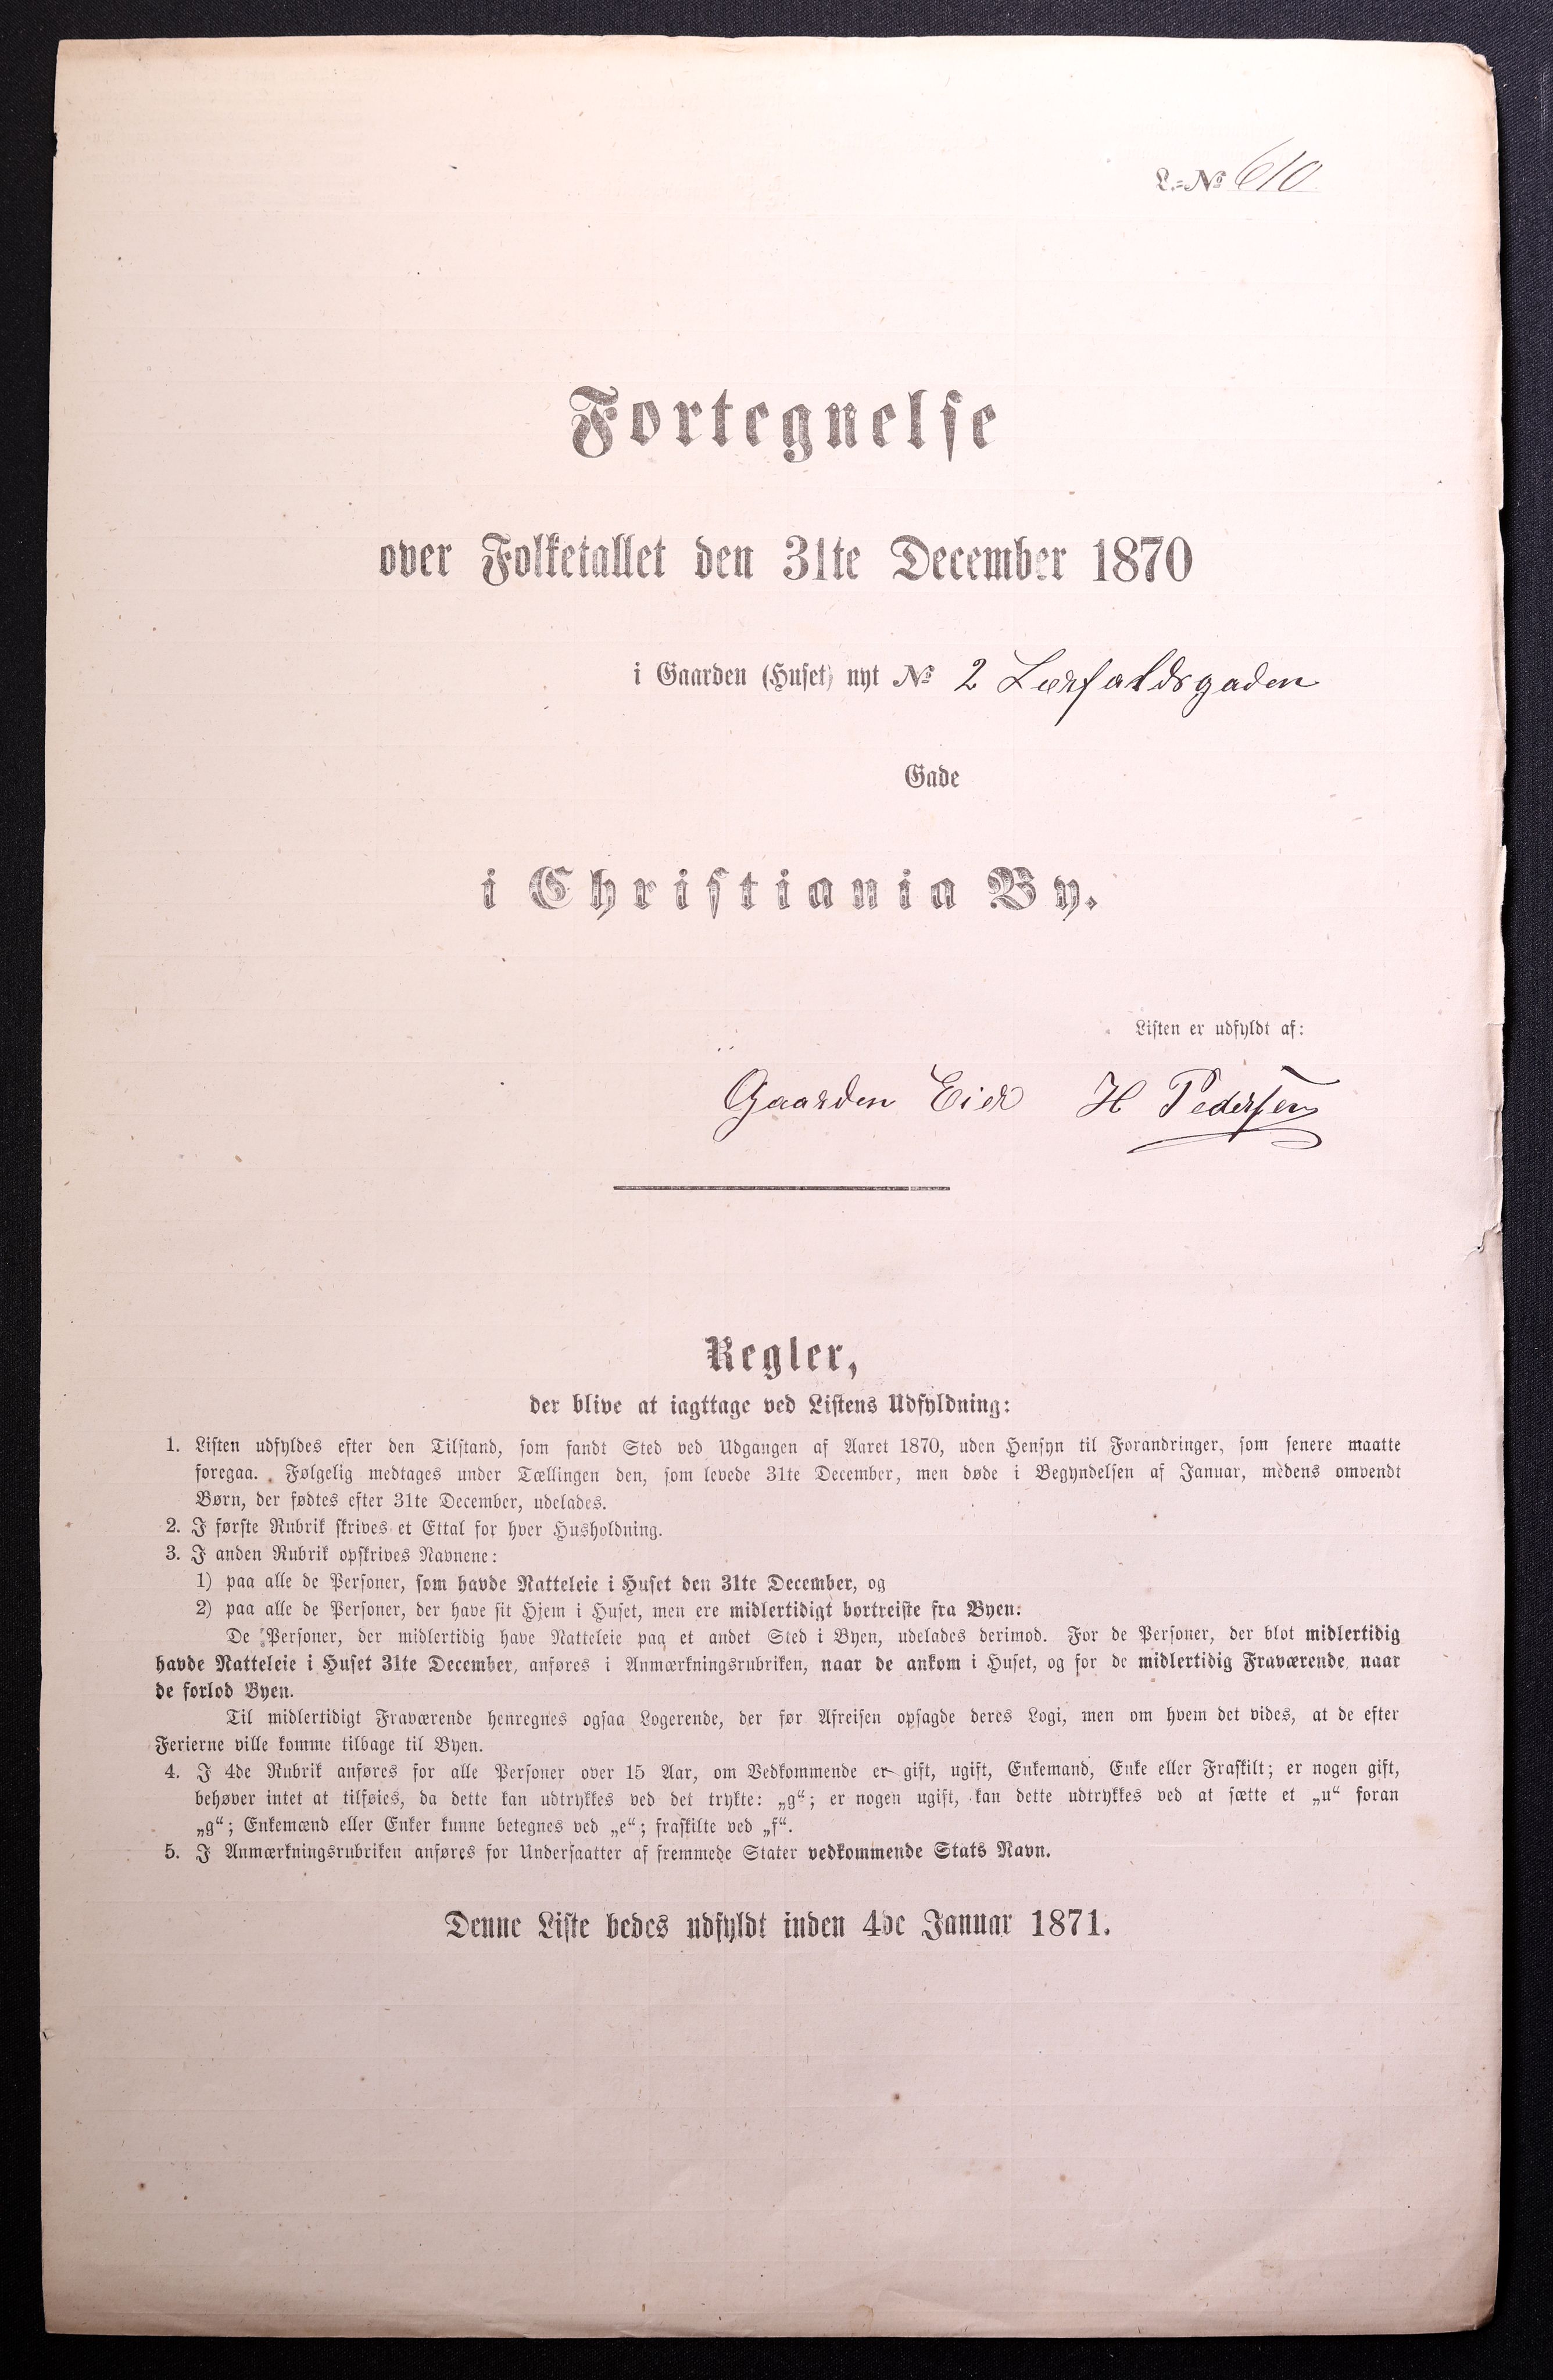 L.-No 610
Fortegnelse
over Folketallet den 31te December 1870
i Gaarden (Huset) nyt No 2 Lærfaldsgaden
Gade
i Christiania By.
Listen er udfyldt af:
Gaarden Eier H Pedersen
Regler,
der blive at iagttage ved Listens Udfyldning:
1. Listen udfyldes efter den Tilstand, som fandt Sted ved Udgangen af Aaret 1870, uden Hensyn til Forandringer, som senere maatte
foregaa. Følgelig medtages under Tællingen den, som levede 31te December, men døde i Begyndelsen af Januar, medens omvendt
Børn, der fødtes efter 31te December, udelades.
2. I første Rubrik skrives et Ettal for hver Husholdning.
3. I anden Rubrik opskrives Navnene:
1) paa alle de Personer, som havde Natteleie i Huset den 31te December, og
2) paa alle de Personer, der have sit Hjem i Huset, men ere midlertidigt bortreiste fra Byen.
De Personer, der midlertidig have Natteleie paa et andet Sted i Byen, udelades derimod. For de Personer, der blot midlertidig
havde Natteleie i Huset 31te December, anføres i Anmærkningsrubriken, naar de ankom i Huset, og for de midlertidig Fraværende, naar
de forlod Byen.
Til midlertidigt Fraværende henregnes ogsaa Logerende, der før Afreisen opsagde deres Logi, men om hvem det vides, at de efter
Ferierne ville komme tilbage til Byen.
4. I 4de Rubrik anføres for alle Personer over 15 Aar, om Vedkommende er gift, ugift, Enkemand, Enke eller Fraskilt; er nogen gift,
behøver intet at tilføies, da dette kan udtrykkes ved det trykte: „g“; er nogen ugift, kan dette udtrykkes ved at sætte et „u“ foran
„g“; Enkemænd eller Enker kunne betegnes ved „e“; fraskilte ved „f“.
5. I Anmærkningsrubriken anføres for Undersaatter af fremmede Stater vedkommende Stats Navn.
Denne Liste bedes udfyldt inden 4de Januar 1871.